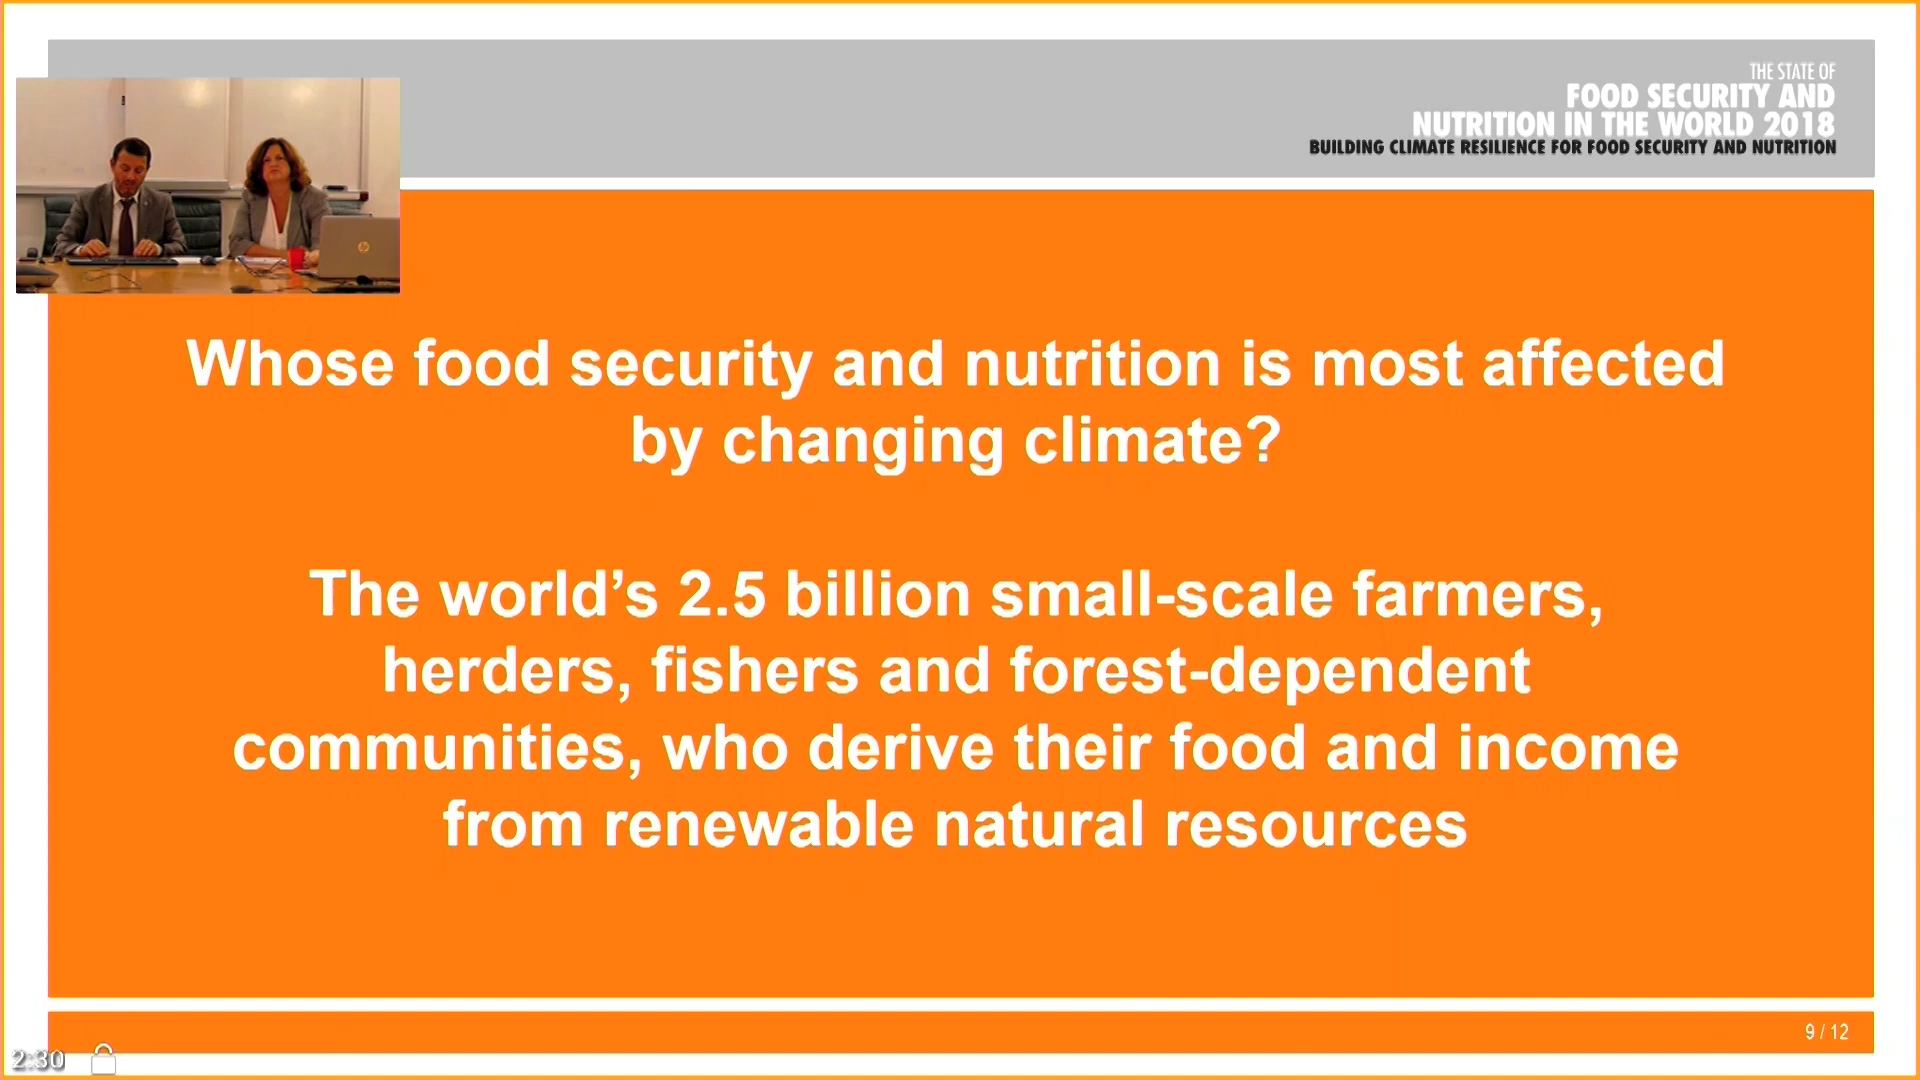 THE STATE OF
FOOD SECURITY AND
NUTRITION IN THE WORLD 2018
BUILDING CLIMATE RESILIENCE FOR FOOD SECURITY AND NUTRITION
hp
Whose food security and nutrition is most affected
by changing climate?
The world’s 2.5 billion small-scale farmers,
herders, fishers and forest-dependent
communities, who derive their food and income
from renewable natural resources
9 / 12
2:30